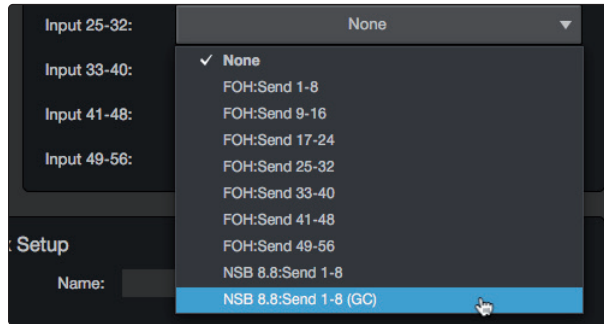 Input 25-32: None
Input 33-40:
Input 41-48:
Input 49-56:
None
FOH:Send 1-8
FOH:Send 9-16
FOH:Send 17-24
FOH:Send 25-32
FOH:Send 33-40
FOH:Send 41-48
FOH:Send 49-56
NSB 8.8:Send 1-8
NSB 8.8:Send 1-8 (GC)
Setup
Name: